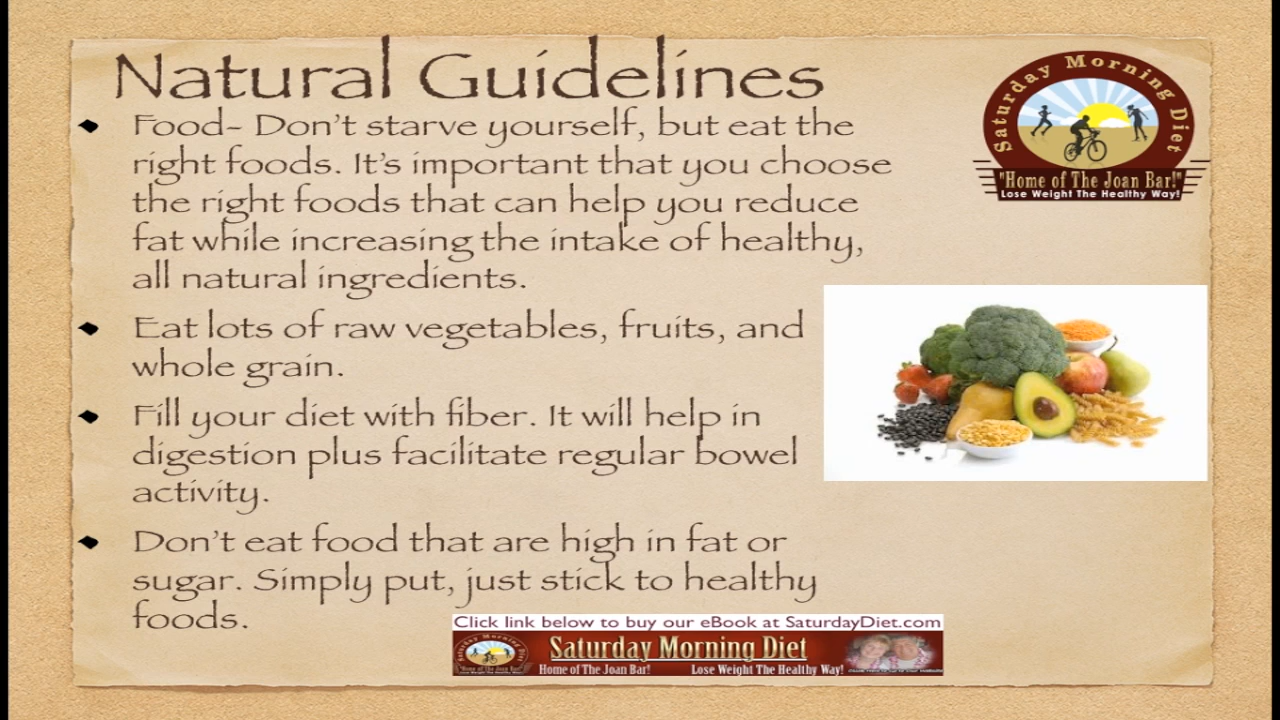 Natural Guidelines
Food- Don't starve yourself, but eat the
right foods. It's important that you choose
the right foods that can help you reduce
fat while increasing the intake of healthy,
all natural ingredients.
Eat lots of raw vegetables, fruits, and
whole grain.
Fill your diet with fiber. It will help in
digestion plus facilitate regular bowel
activity.
Don't eat food that are high in fat or
sugar. Simply put, just stick to healthy
foods.
Saturday Morning Diet
"Home of The Joan Bar!"
Lose Weight The Healthy Way!
Click link below to buy our eBook at SaturdayDiet.com
Saturday Morning Diet
Home of The Joan Bar! Lose Weight The Healthy Way!